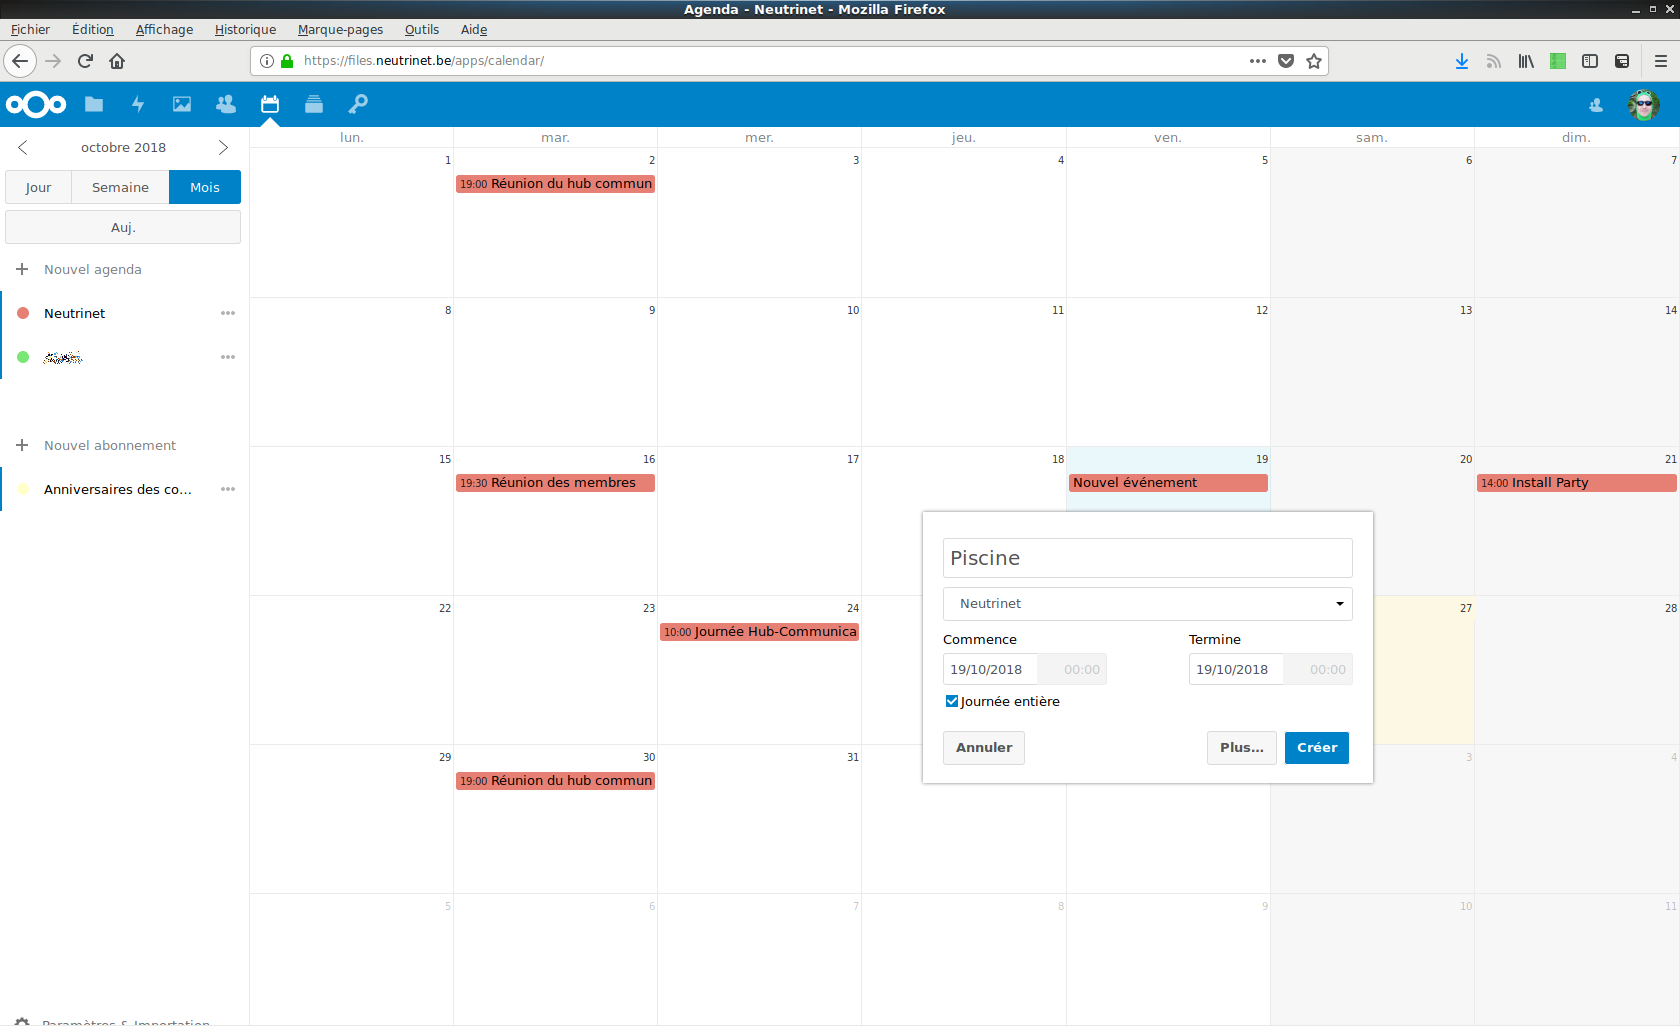 Agenda - Neutrinet - Mozilla Firefox
Fichier Édition Affichage Historique Marque-pages Outils Aide
https://files.neutrinet.be/apps/calendar/
octobre 2018
Jour Semaine Mois
Auj.
Nouvel agenda
Neutrinet
Nouvel abonnement
Anniversaires des co...
Paramètres & Importation
lun. mar. mer. jeu. ven. sam. dim.
1 2 3 4 5 6 7
19:00 Réunion du hub commun
8 9 10 11 12 13 14
15 16 17 18 19 20 21
19:30 Réunion des membres
Nouvel événement
14:00 Install Party
22 23 24 27 28
10:00 Journée Hub-Communica
29 30 31 3 4
19:00 Réunion du hub commun
5 6 7 8 9 10 11
Piscine
Neutrinet
Commence Termine
19/10/2018 00:00 19/10/2018 00:00
Journée entière
Annuler Plus... Créer